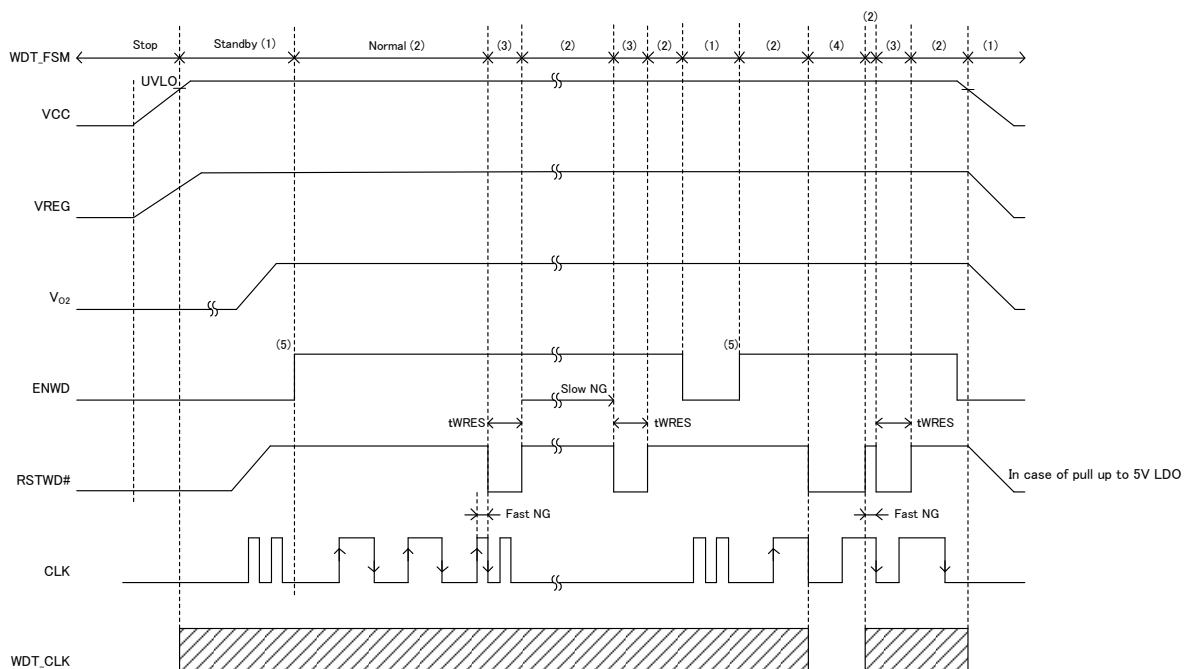 (2)
Stop Standby (1) Normal (2) (3) (2) (3) (2) (1) (2) (4) (3) (2) (1)
WDT_FSM
UVLO
VCC
VREG
VO2
(5) (5)
ENWD
Slow NG
tWRES tWRES tWRES
RSTWD#
In case of pull up to 5V LDO
Fast NG Fast NG
CLK
WDT_CLK